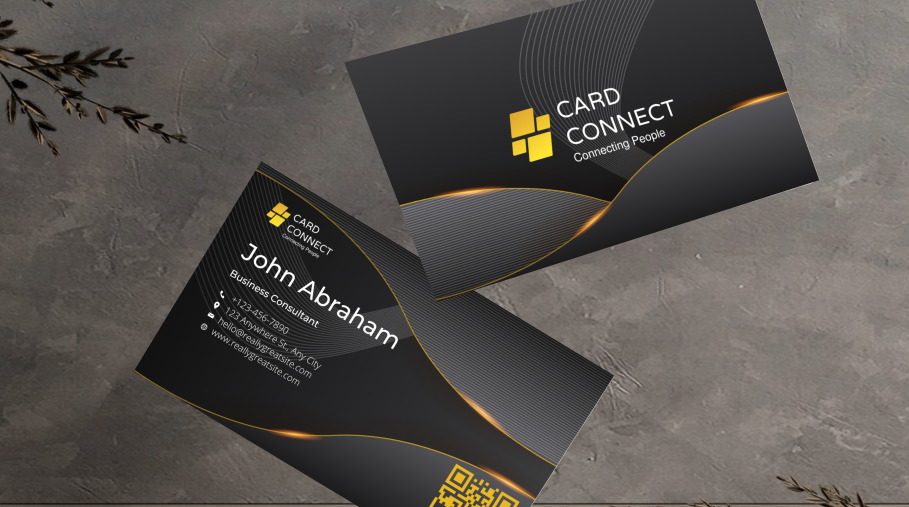 CARD
CONNECT
Connecting People
CARD
CONNECT
Connecting People
John Abraham
Business Consultant
+123-456-7890
123 Anywhere St., Any City
hello@reallygreatsite.com
www.reallygreatsite.com